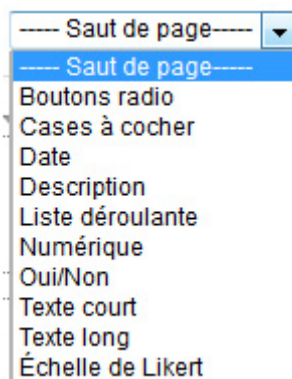 ----- Saut de page-----
----- Saut de page-----
Boutons radio
Cases à cocher
Date
Description
Liste déroulante
Numérique
Oui/Non
Texte court
Texte long
Échelle de Likert